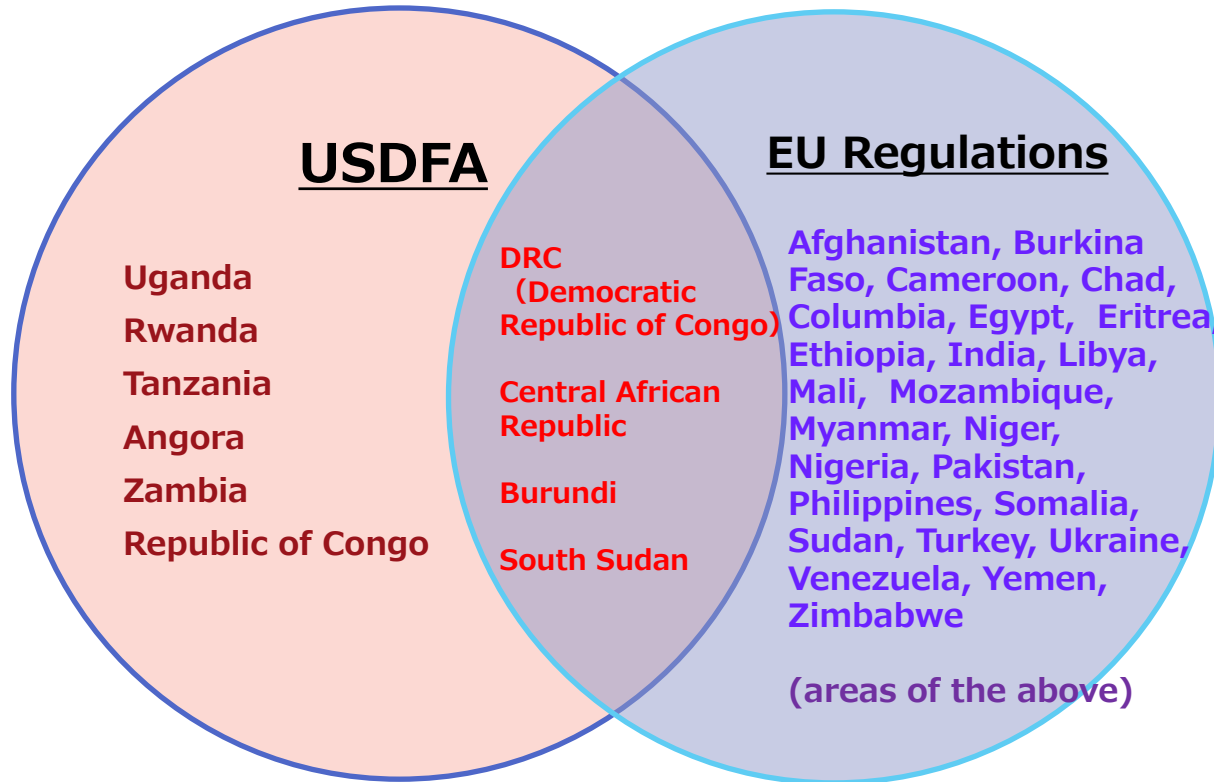 USDFA
Uganda
Rwanda
Tanzania
Angora
Zambia
Republic of Congo
DRC
（Democratic
Republic of Congo）
Central African
Republic
Burundi
South Sudan
EU Regulations
Afghanistan, Burkina
Faso, Cameroon, Chad,
Columbia, Egypt, Eritrea,
Ethiopia, India, Libya,
Mali, Mozambique,
Myanmar, Niger,
Nigeria, Pakistan,
Philippines, Somalia,
Sudan, Turkey, Ukraine,
Venezuela, Yemen,
Zimbabwe
(areas of the above)